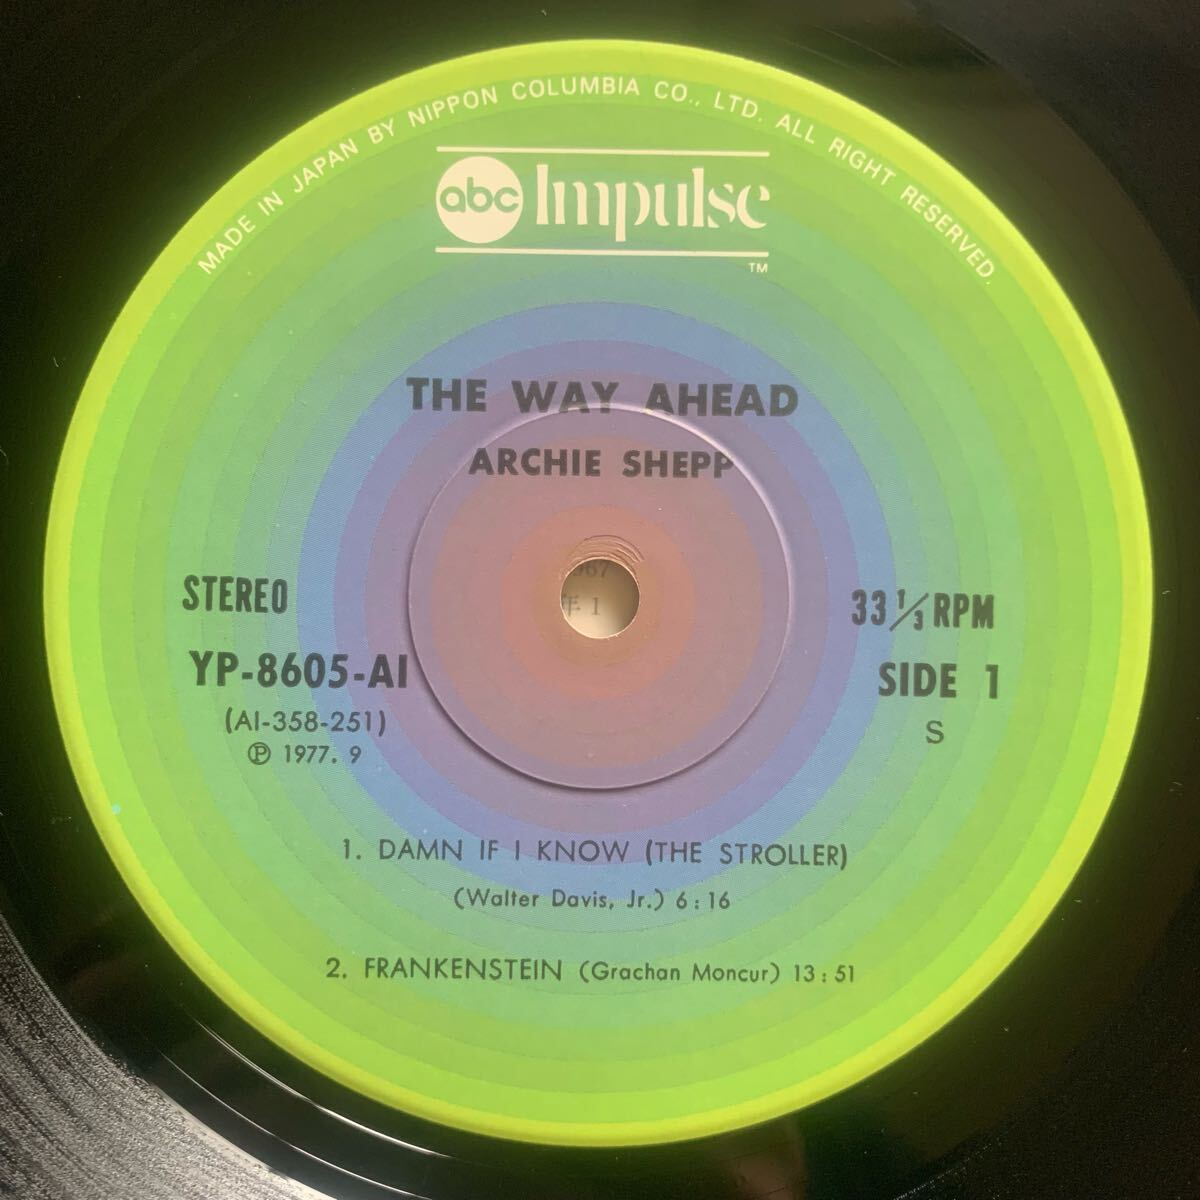 MADE IN JAPAN BY NIPPON COLUMBIA CO., LTD. ALL RIGHT RESERVED
abc Impulse
TM
THE WAY AHEAD
ARCHIE SHEPP
STEREO
33 1/3 RPM
YP-8605-AI
SIDE 1
(AI-358-251)
S
Ⓟ 1977. 9
1. DAMN IF I KNOW (THE STROLLER)
(Walter Davis, Jr.) 6:16
2. FRANKENSTEIN (Grachan Moncur) 13:51